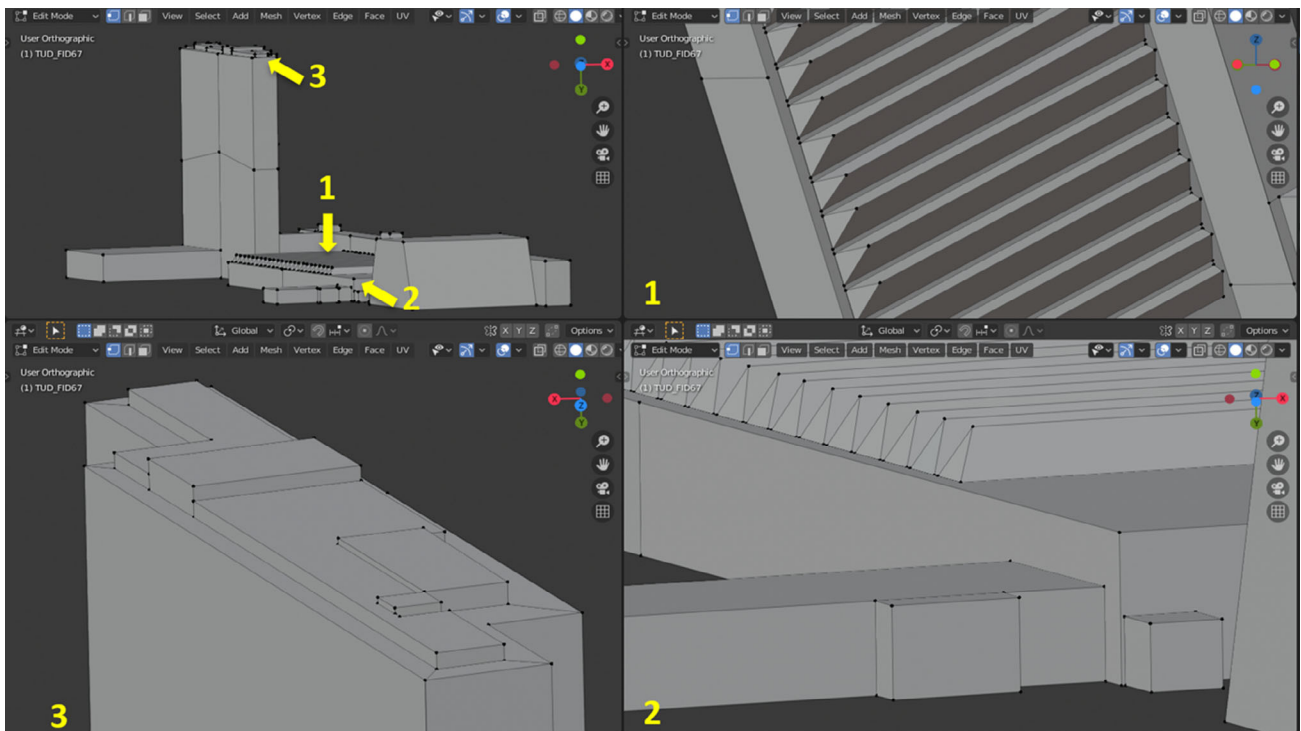 Edit Mode View Select Add Mesh Vertex Edge Face UV
User Orthographic
(1) TUD_FID67
X
Y
3
1
2
Edit Mode View Select Add Mesh Vertex Edge Face UV
User Orthographic
(1) TUD_FID67
Z
1
Global X Y Z Options
Edit Mode View Select Add Mesh Vertex Edge Face UV
User Orthographic
(1) TUD_FID67
X
Z
Y
3
Global X Y Z Options
Edit Mode View Select Add Mesh Vertex Edge Face UV
User Orthographic
(1) TUD_FID67
Z
X
Y
2